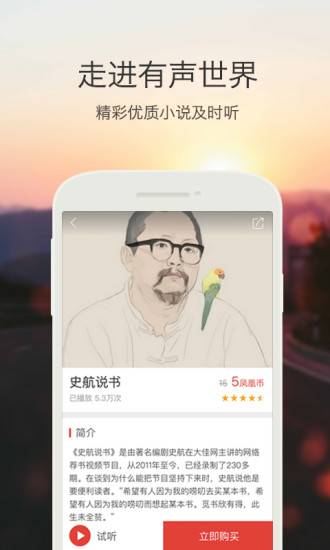 走进有声世界
精彩优质小说及时听
史航说书
16 5凤凰币
已播放 5.3万次
简介
《史航说书》是由著名编剧史航在大佳网主讲的网络
荐书视频节目，从2011年至今，已经录制了230多
期。在谈到为什么能把节目坚持下来时，史航说他是
要便利读者。“希望有人因为我的唠叨去买某本书，希
望有人因为我的唠叨而想起某本书。觅书欣有得，此
生未全贫。”
试听
立即购买